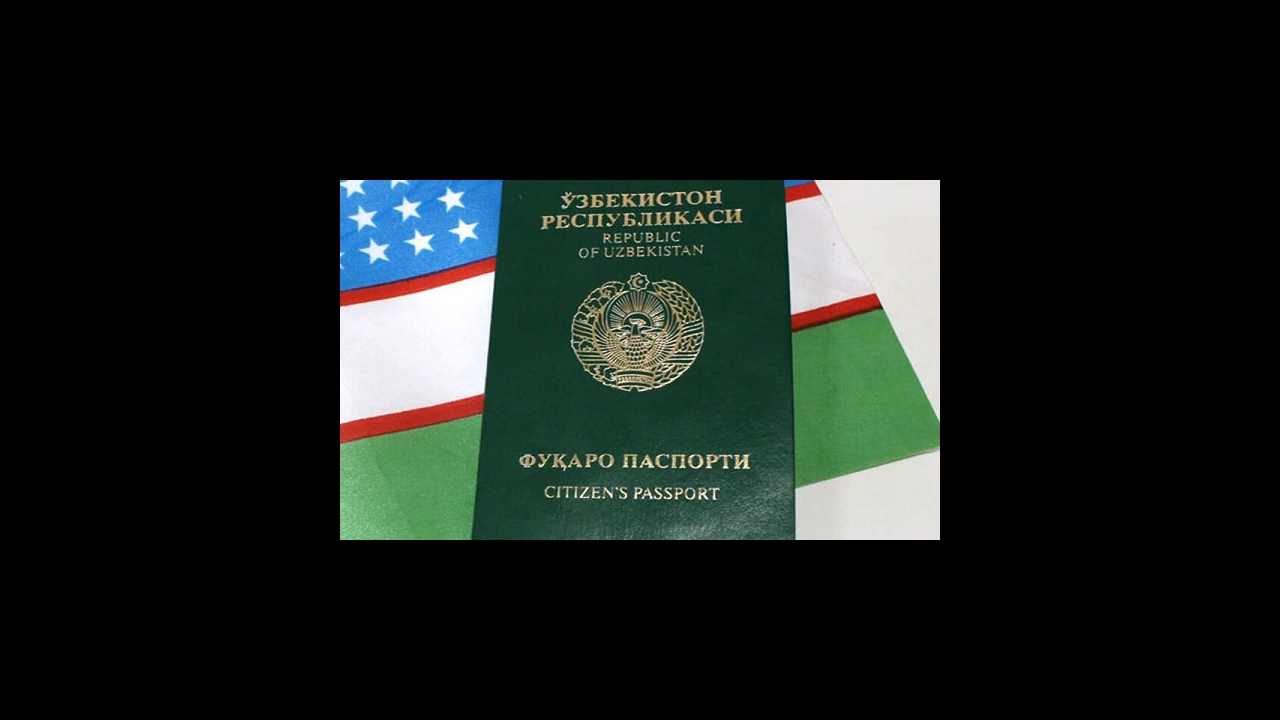 ЎЗБЕКИСТОН
РЕСПУБЛИКАСИ
REPUBLIC
OF UZBEKISTAN
ФУҚАРО ПАСПОРТИ
CITIZEN'S PASSPORT